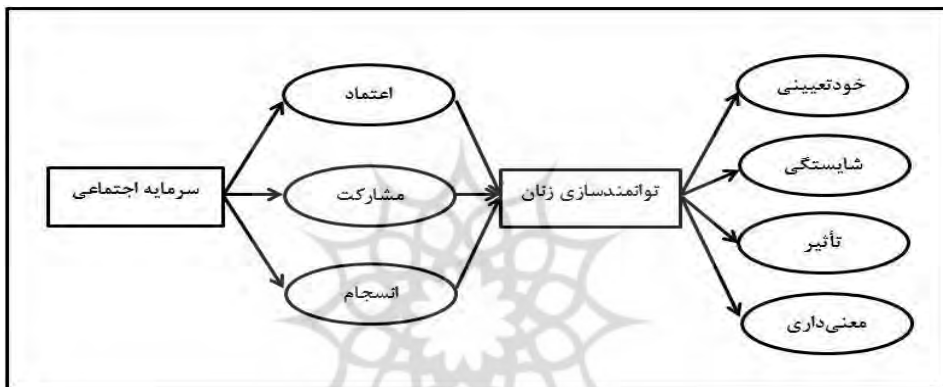 سرمایه اجتماعی
اعتماد
مشارکت
انسجام
توانمندسازی زنان
خودتعیینی
شایستگی
تأثیر
معنی‌داری